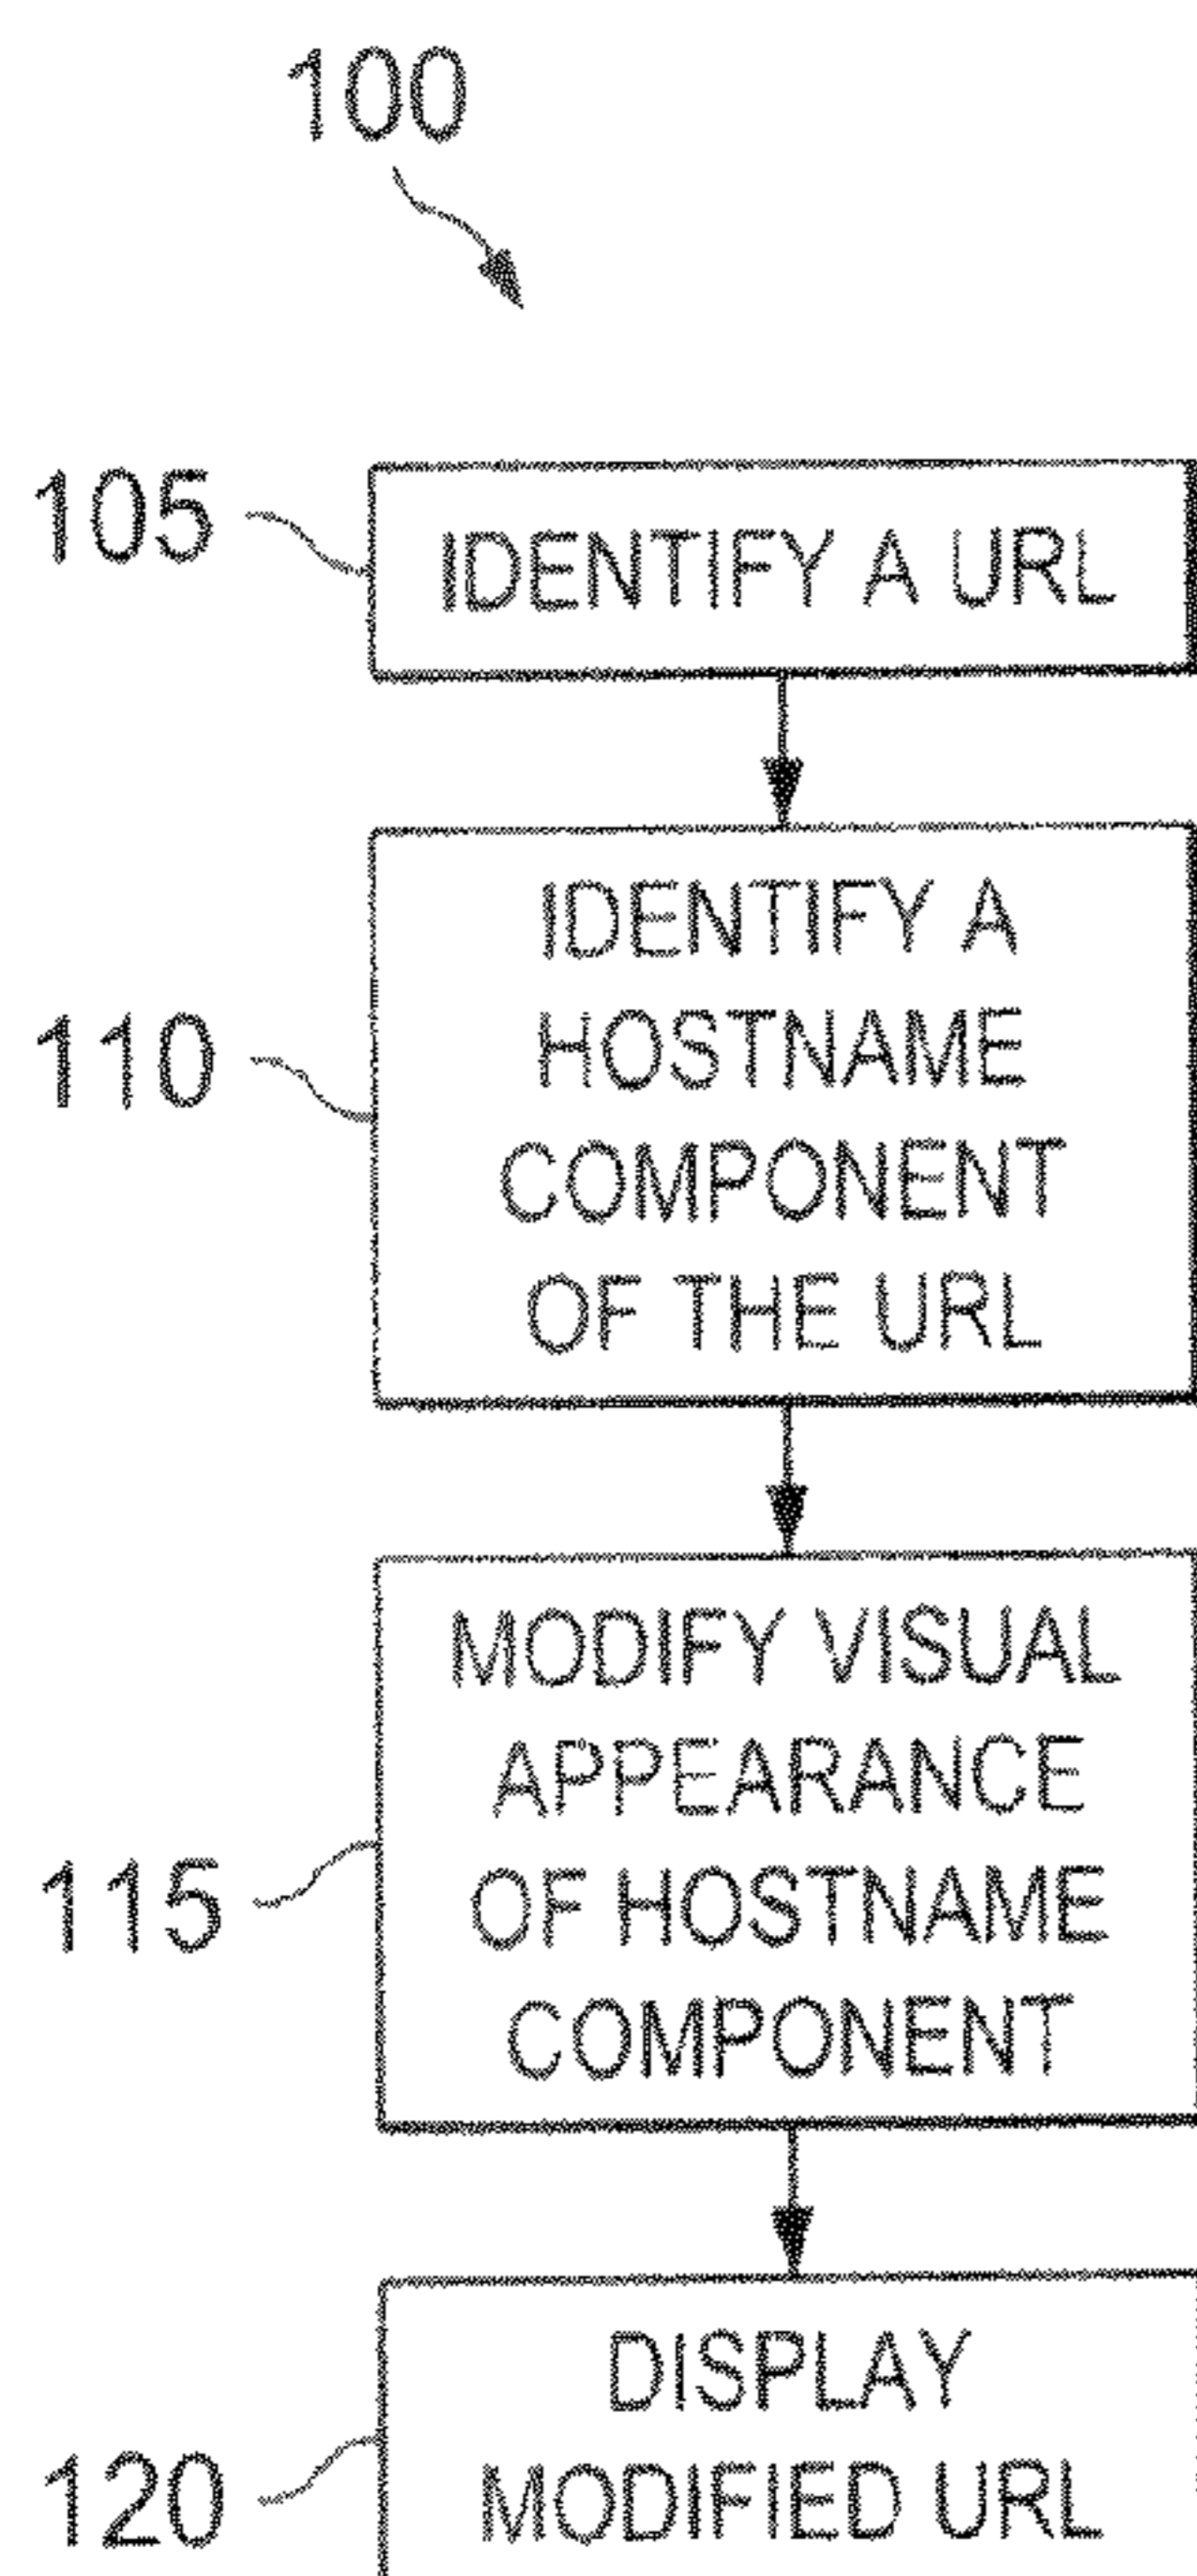 100
105
IDENTIFY A URL
110
IDENTIFY A
HOSTNAME
COMPONENT
OF THE URL
115
MODIFY VISUAL
APPEARANCE
OF HOSTNAME
COMPONENT
120
DISPLAY
MODIFIED URL